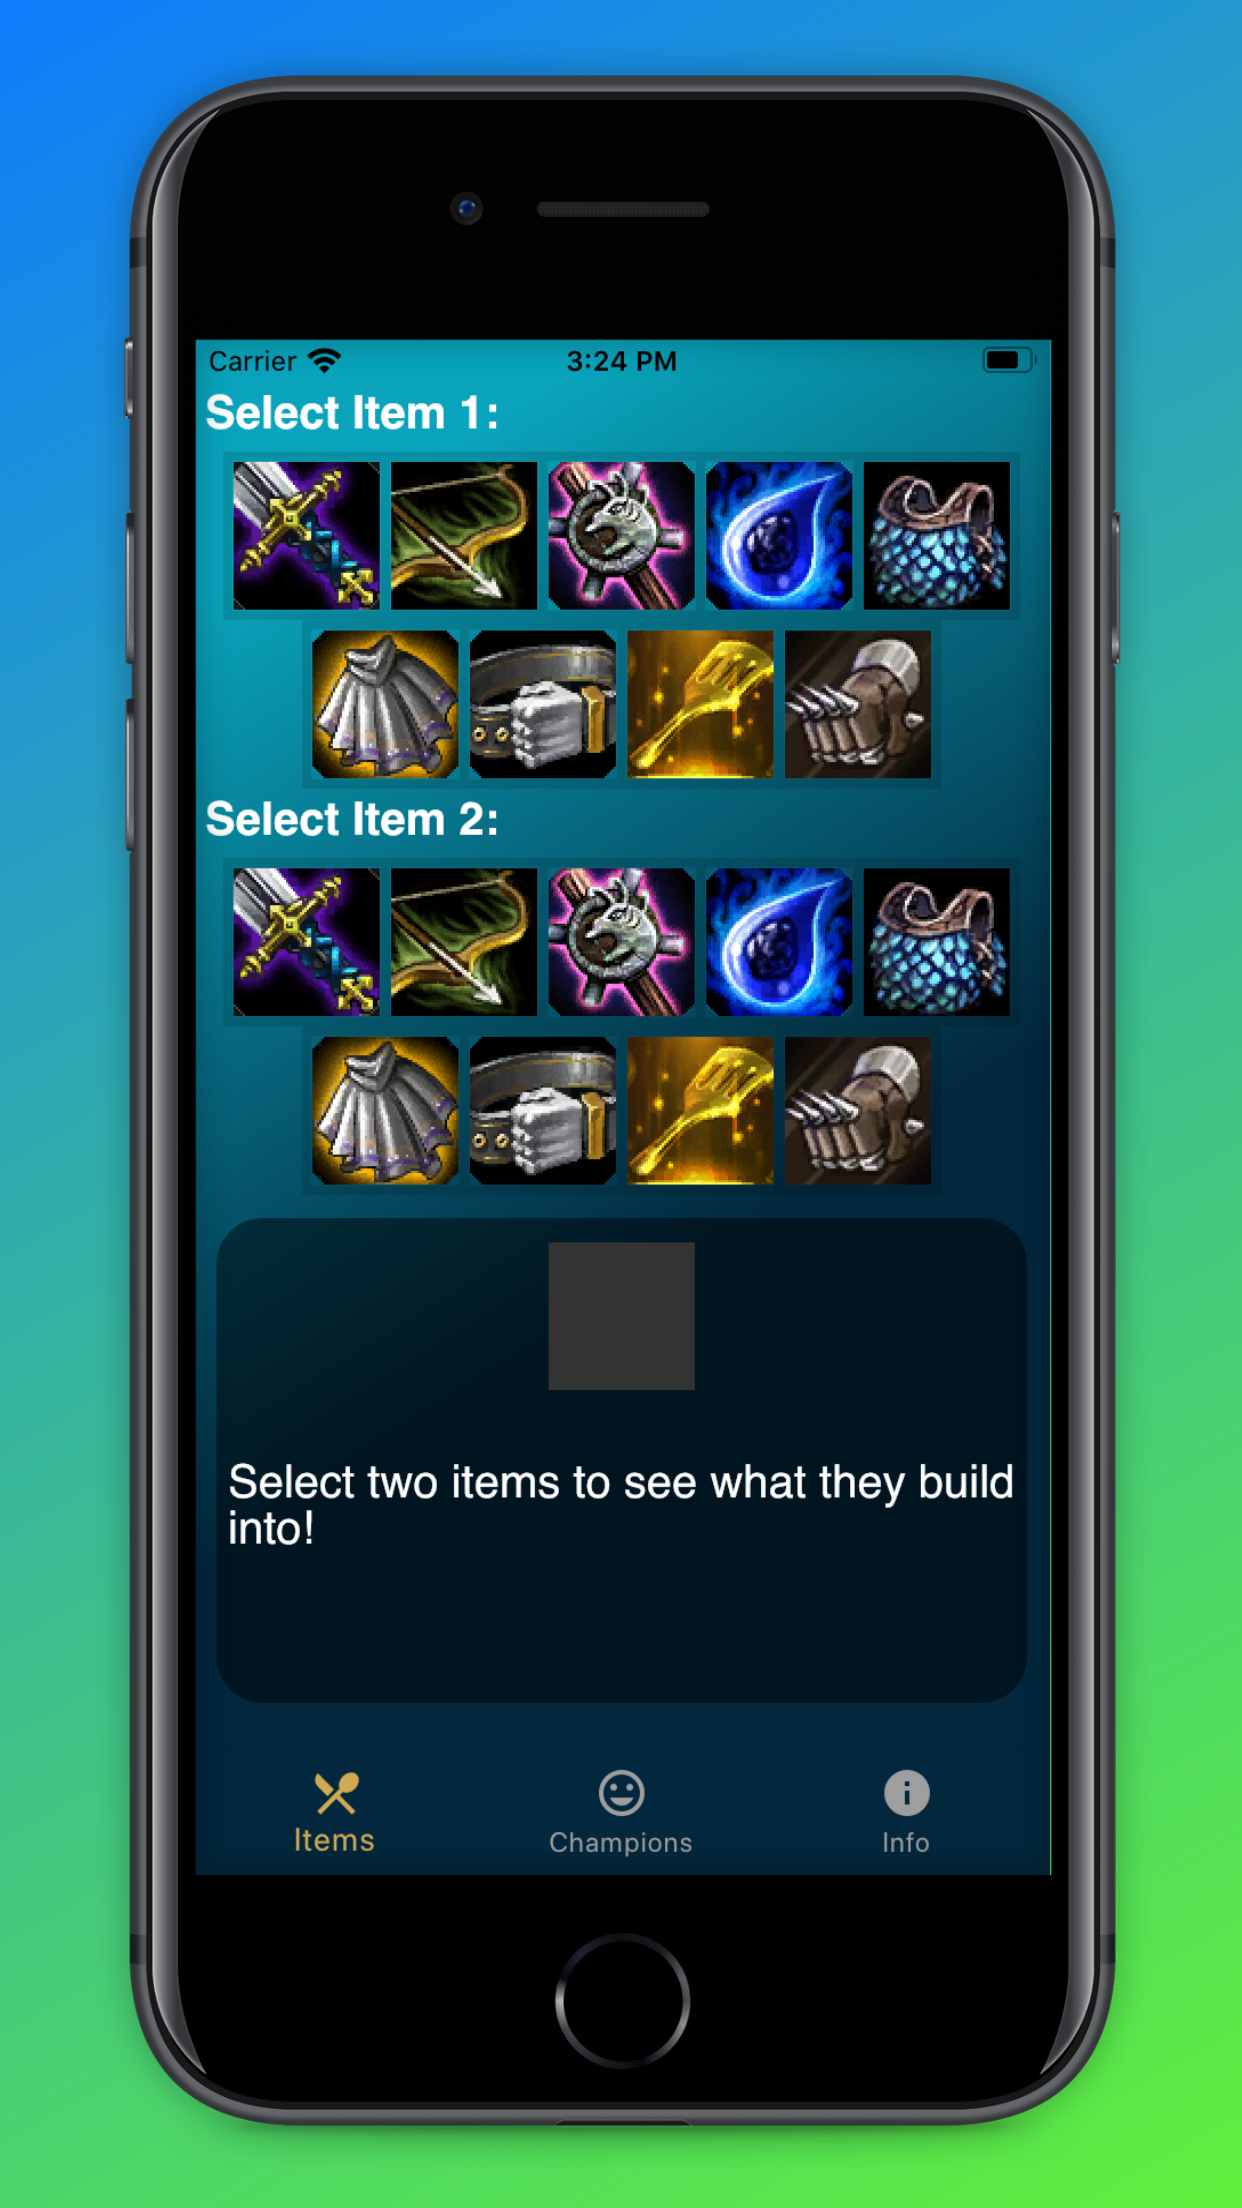 Carrier
3:24 PM
Select Item 1:
Select Item 2:
Select two items to see what they build
into!
Items
Champions
Info